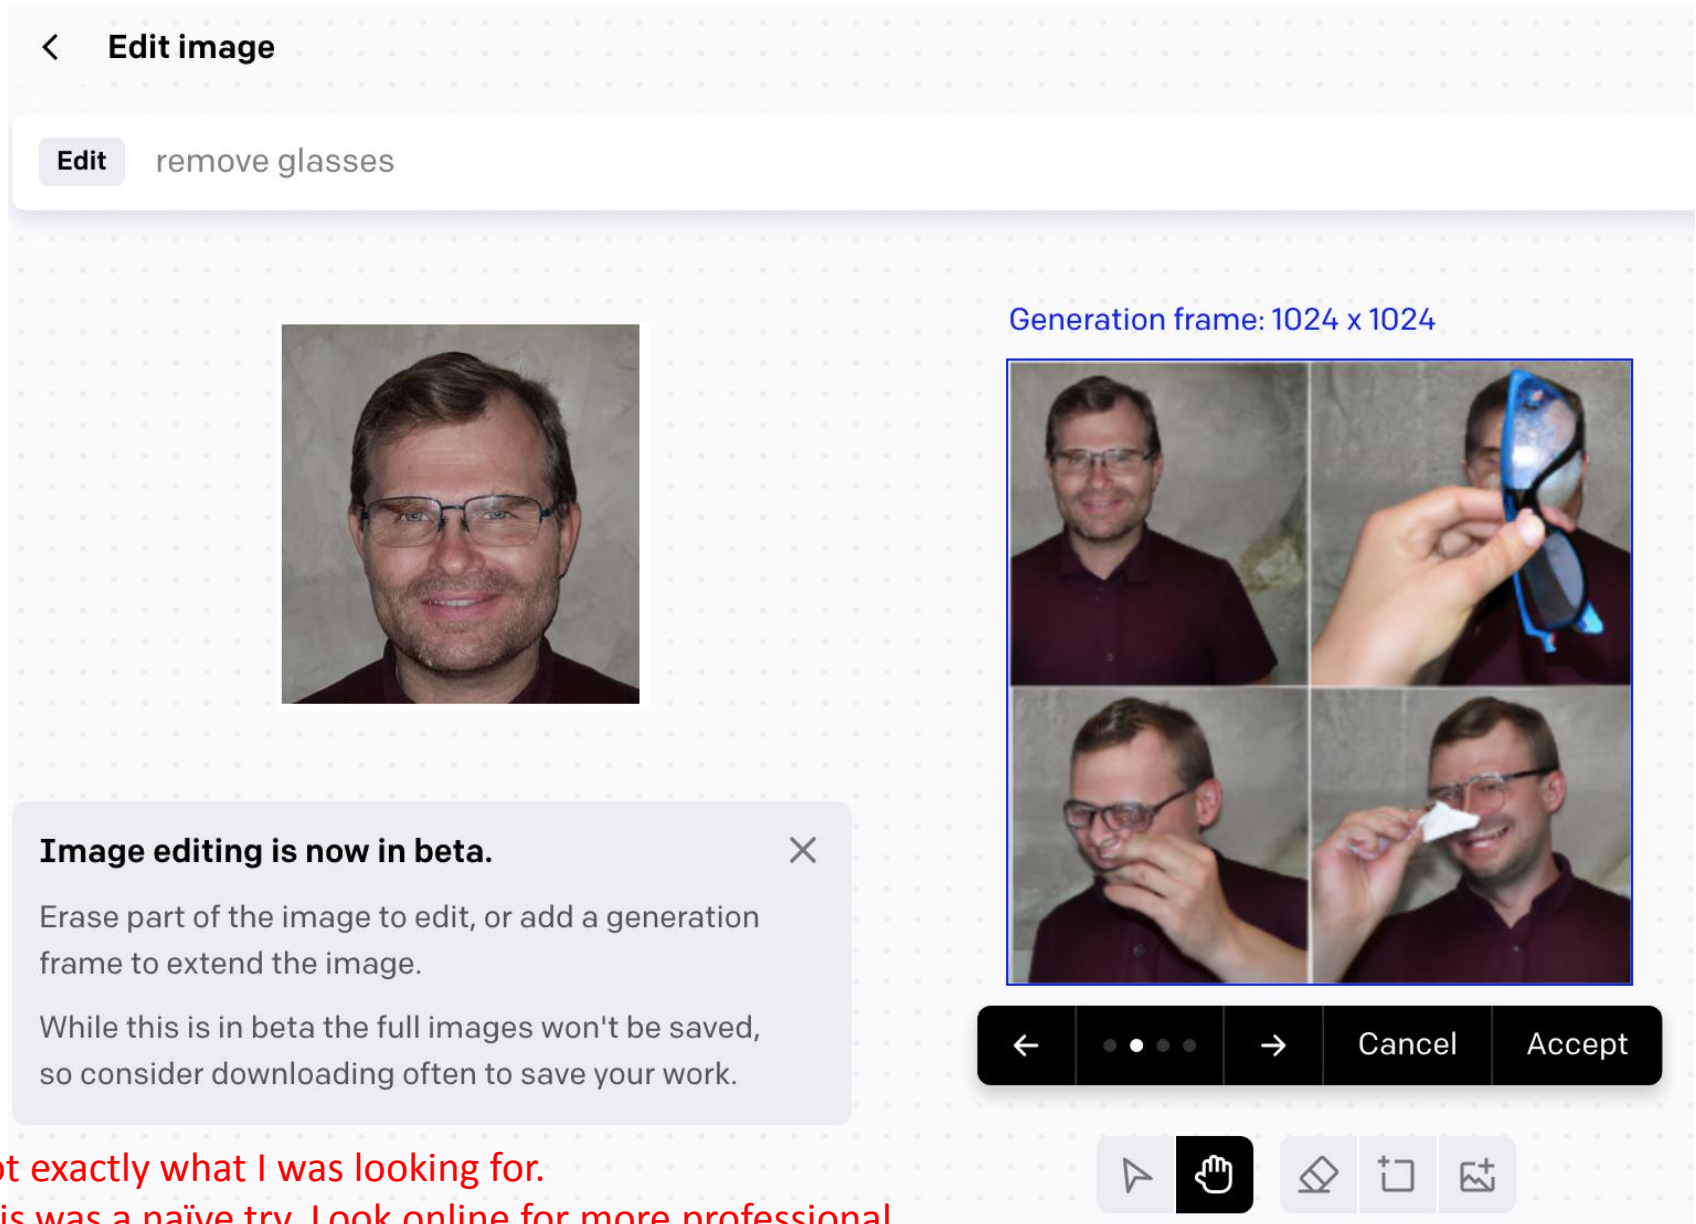 Edit image
Edit remove glasses
Generation frame: 1024 x 1024
Image editing is now in beta.
Erase part of the image to edit, or add a generation
frame to extend the image.
While this is in beta the full images won't be saved,
so consider downloading often to save your work.
Cancel Accept
exactly what I was looking for.
was a naïve try. Look online for more professional